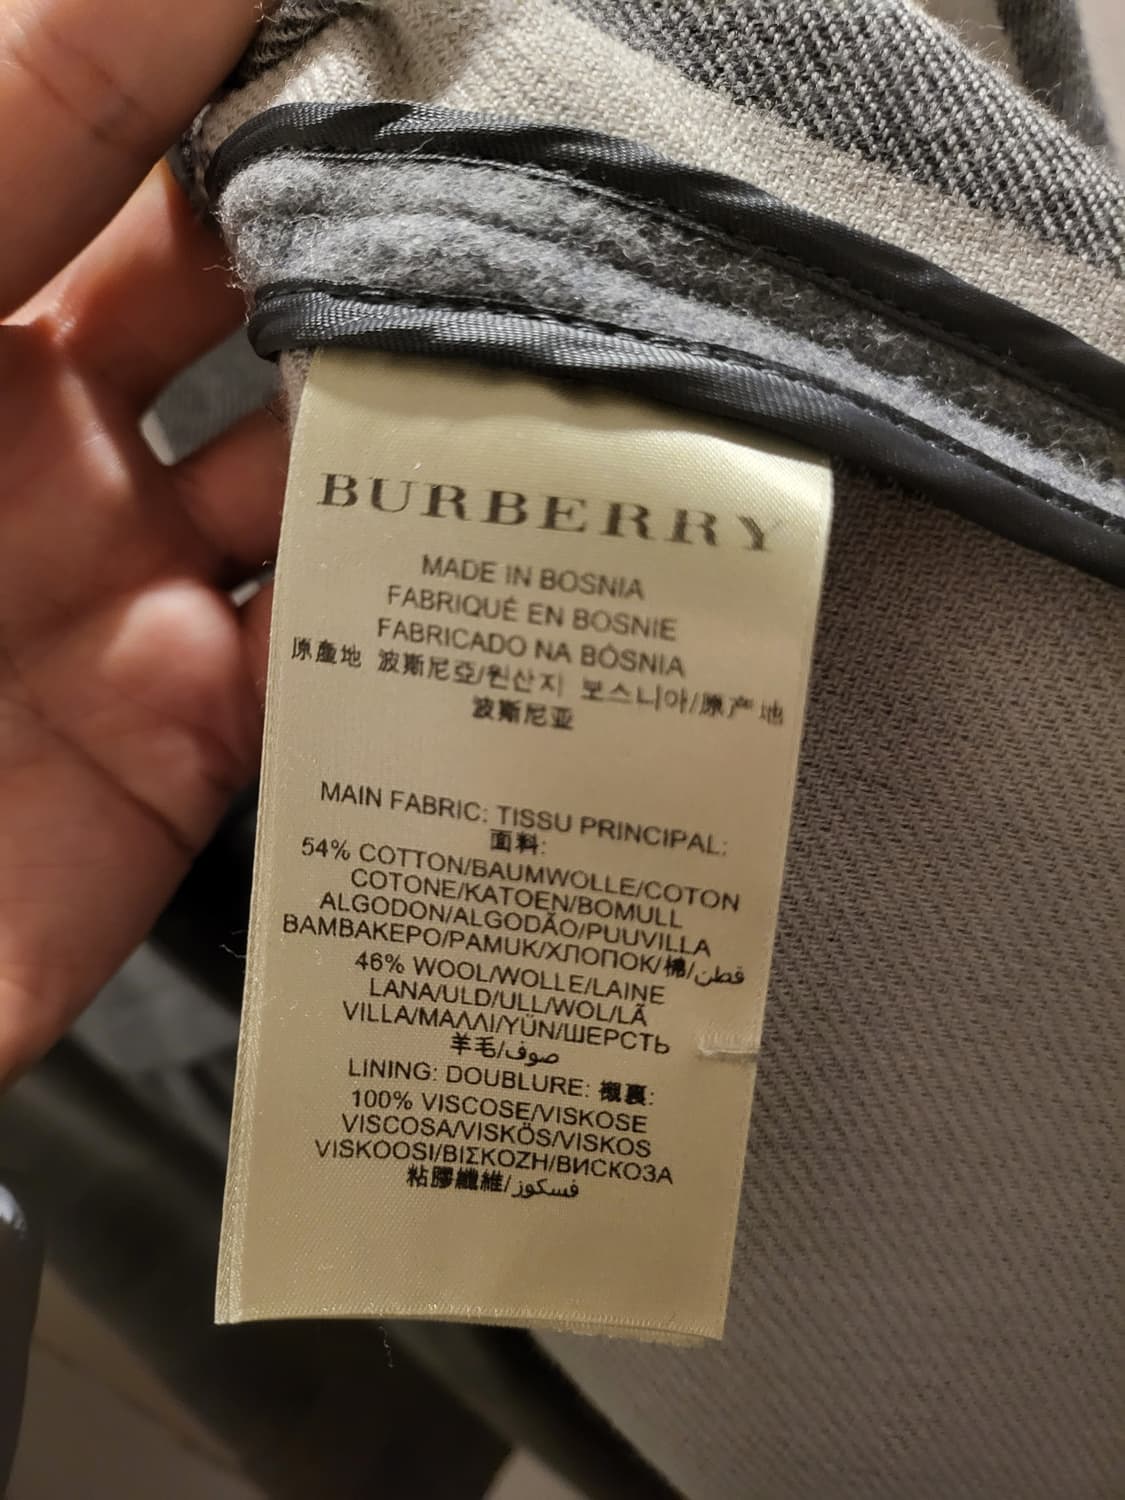 BURBERRY
MADE IN BOSNIA
FABRIQUÉ EN BOSNIE
FABRICADO NA BÓSNIA
原產地 波斯尼亞/원산지 보스니아/原产地
波斯尼亚
MAIN FABRIC: TISSU PRINCIPAL:
面料:
54% COTTON/BAUMWOLLE/COTON
COTONE/KATOEN/BOMULL
ALGODON/ALGODÃO/PUUVILLA
BAMBAKEPO/PAMUK/ХЛОПОК/棉/قطن
46% WOOL/WOLLE/LAINE
LANA/ULD/ULL/WOL/LÃ
VILLA/ΜΑΛΛΙ/YÜN/ШЕРСТЬ
羊毛/صوف
LINING: DOUBLURE: 襯裏:
100% VISCOSE/VISKOSE
VISCOSA/VISKÖS/VISKOS
VISKOOSI/ΒΙΣΚΟΖΗ/ВИСКОЗА
粘膠纖維/فسكوز